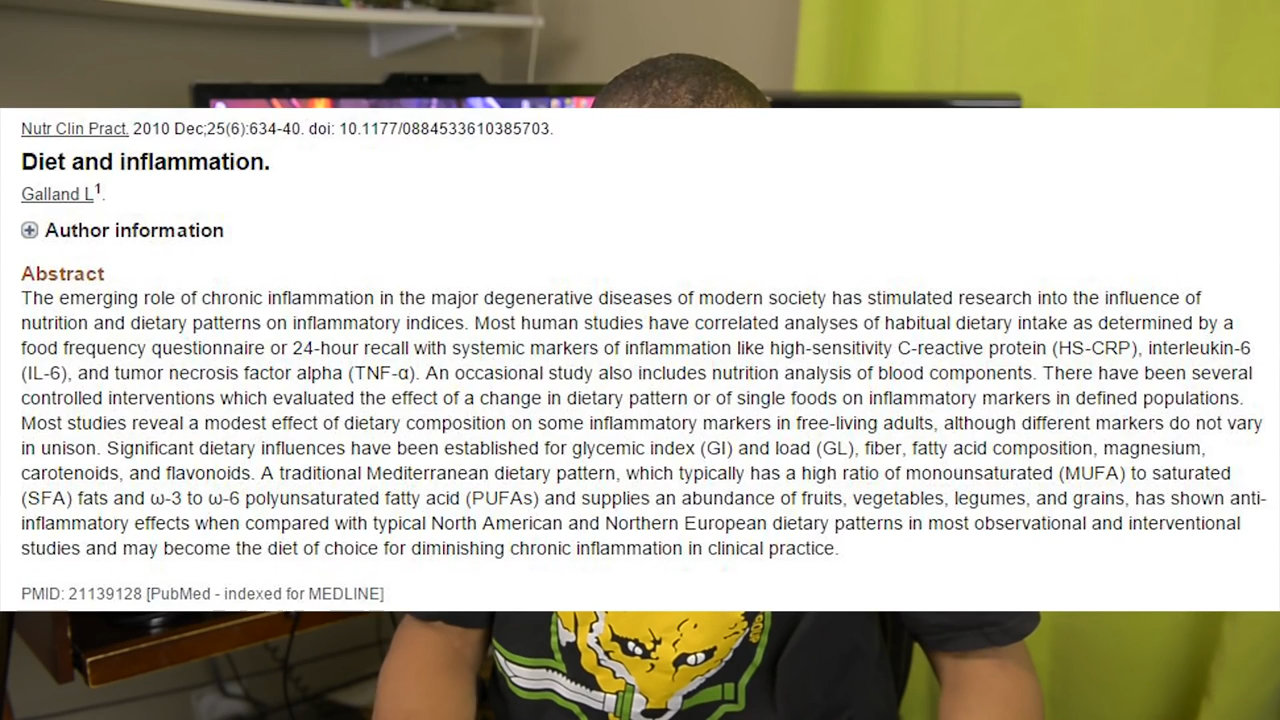 Nutr Clin Pract. 2010 Dec;25(6):634-40. doi: 10.1177/0884533610385703.
Diet and inflammation.
Galland L1.
Author information
Abstract
The emerging role of chronic inflammation in the major degenerative diseases of modern society has stimulated research into the influence of
nutrition and dietary patterns on inflammatory indices. Most human studies have correlated analyses of habitual dietary intake as determined by a
food frequency questionnaire or 24-hour recall with systemic markers of inflammation like high-sensitivity C-reactive protein (HS-CRP), interleukin-6
(IL-6), and tumor necrosis factor alpha (TNF-α). An occasional study also includes nutrition analysis of blood components. There have been several
controlled interventions which evaluated the effect of a change in dietary pattern or of single foods on inflammatory markers in defined populations.
Most studies reveal a modest effect of dietary composition on some inflammatory markers in free-living adults, although different markers do not vary
in unison. Significant dietary influences have been established for glycemic index (GI) and load (GL), fiber, fatty acid composition, magnesium,
carotenoids, and flavonoids. A traditional Mediterranean dietary pattern, which typically has a high ratio of monounsaturated (MUFA) to saturated
(SFA) fats and ω-3 to ω-6 polyunsaturated fatty acid (PUFAs) and supplies an abundance of fruits, vegetables, legumes, and grains, has shown anti-
inflammatory effects when compared with typical North American and Northern European dietary patterns in most observational and interventional
studies and may become the diet of choice for diminishing chronic inflammation in clinical practice.
PMID: 21139128 [PubMed - indexed for MEDLINE]